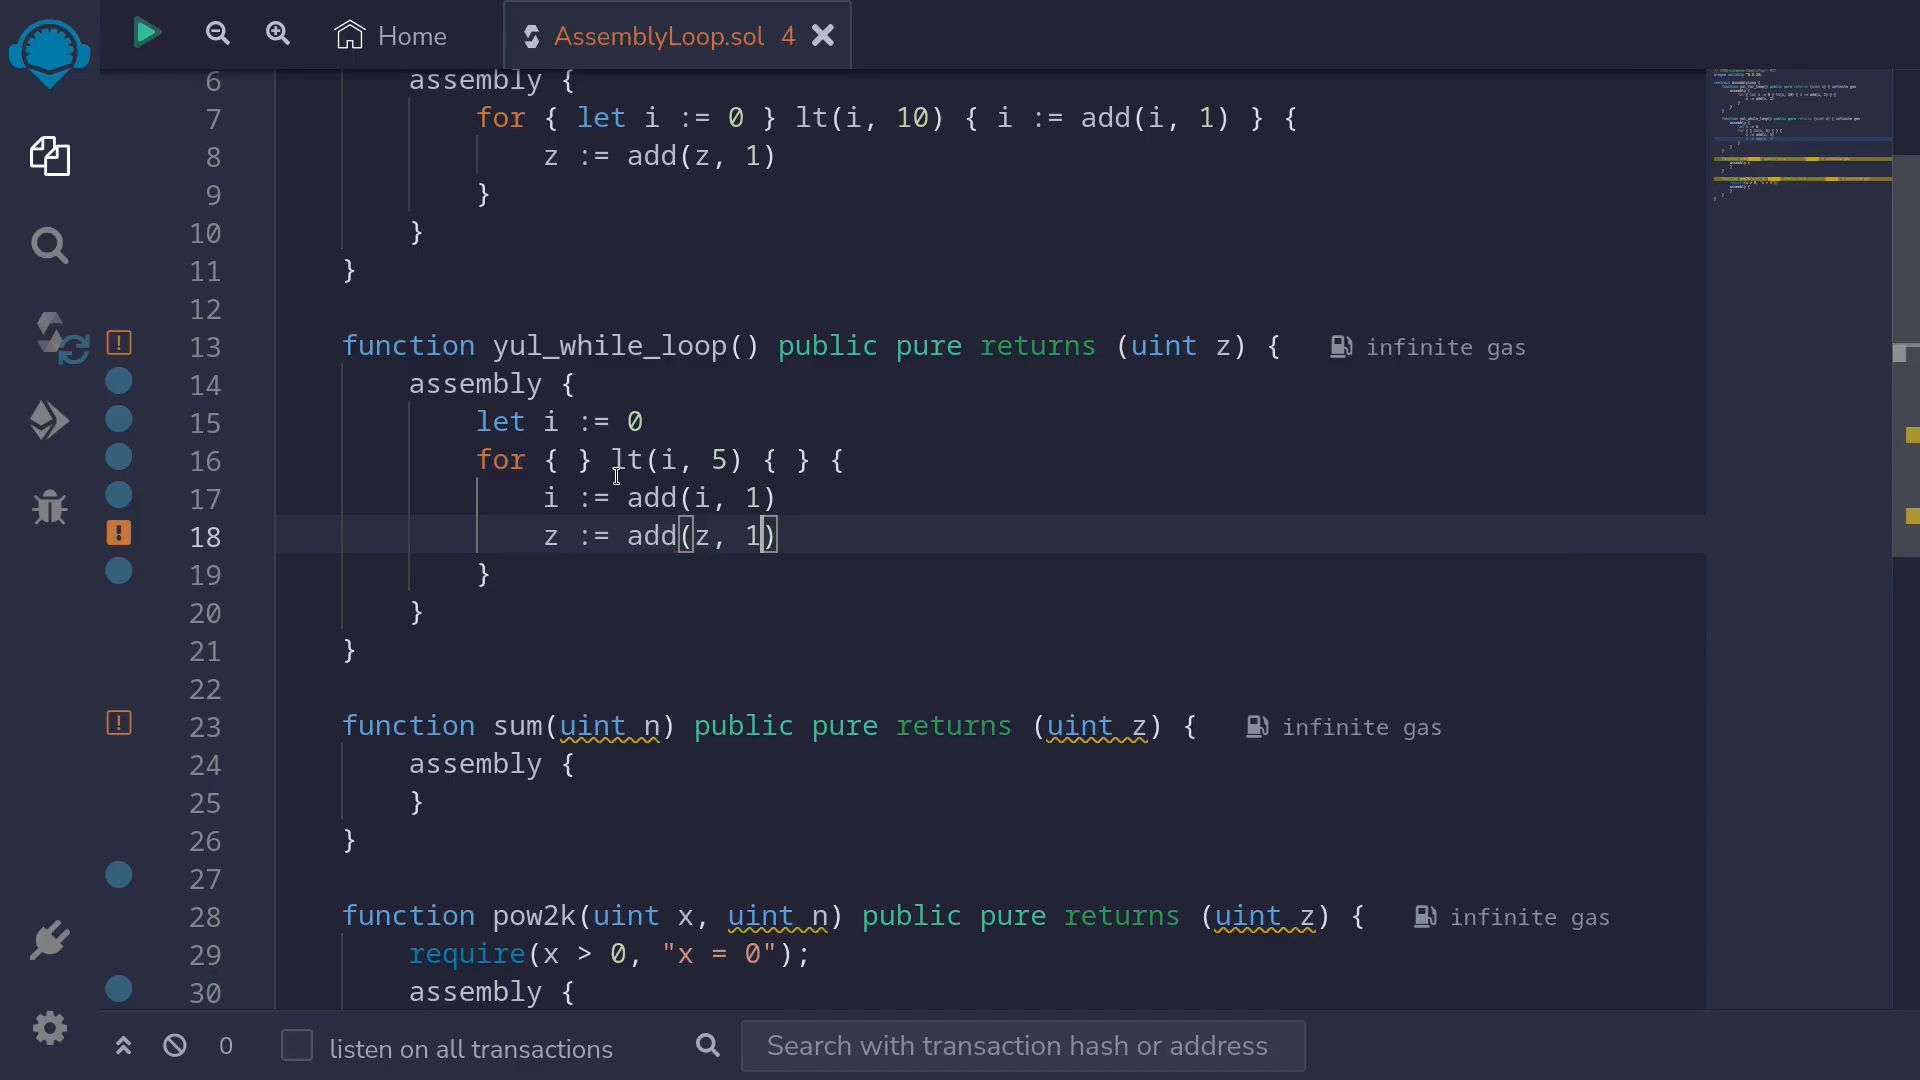 Home
AssemblyLoop.sol 4
6 assembly {
7 for { let i := 0 } lt(i, 10) { i := add(i, 1) } {
8 z := add(z, 1)
9 }
10 }
11 }
12
13 function yul_while_loop() public pure returns (uint z) { infinite gas
14 assembly {
15 let i := 0
16 for { } lt(i, 5) { } {
17 i := add(i, 1)
18 z := add(z, 1)
19 }
20 }
21 }
22
23 function sum(uint n) public pure returns (uint z) { infinite gas
24 assembly {
25 }
26 }
27
28 function pow2k(uint x, uint n) public pure returns (uint z) { infinite gas
29 require(x > 0, "x = 0");
30 assembly {
0 listen on all transactions Search with transaction hash or address